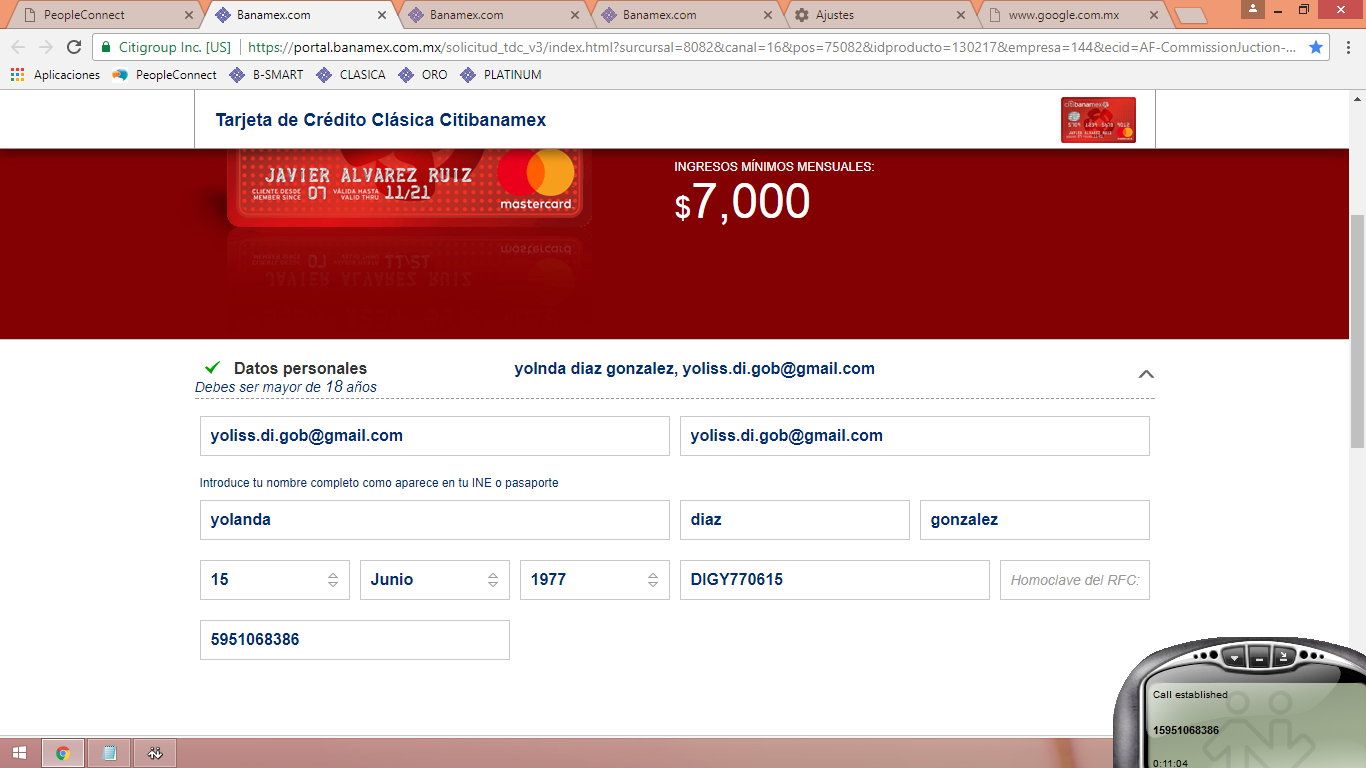 PeopleConnect
Banamex.com
Banamex.com
Banamex.com
Ajustes
www.google.com.mx
Citigroup Inc. [US]
https://portal.banamex.com.mx/solicitud_tdc_v3/index.html?surcursal=8082&canal=16&pos=75082&idproducto=130217&empresa=144&ecid=AF-CommissionJuction-...
Aplicaciones
PeopleConnect
B-SMART
CLASICA
ORO
PLATINUM
Tarjeta de Crédito Clásica Citibanamex
JAVIER ALVAREZ RUIZ
CLIENTE DESDE
MEMBER SINCE
07
VÁLIDA HASTA
VALID THRU
11/21
mastercard
INGRESOS MÍNIMOS MENSUALES:
$7,000
Datos personales
yolnda diaz gonzalez, yoliss.di.gob@gmail.com
Debes ser mayor de 18 años
yoliss.di.gob@gmail.com
yoliss.di.gob@gmail.com
Introduce tu nombre completo como aparece en tu INE o pasaporte
yolanda
diaz
gonzalez
15
Junio
1977
DIGY770615
Homoclave del RFC:
5951068386
Call established
15951068386
0:11:04